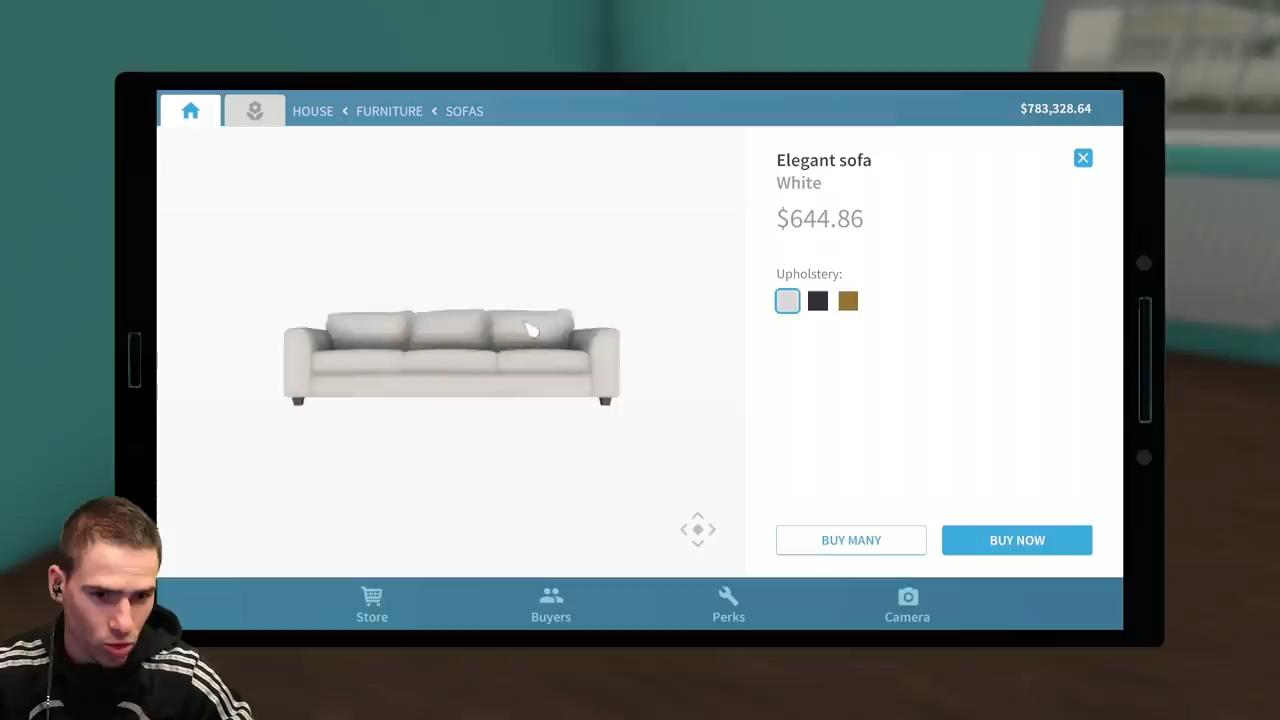 HOUSE < FURNITURE < SOFAS
$783,328.64
Elegant sofa
White
$644.86
Upholstery:
BUY MANY
BUY NOW
Store
Buyers
Perks
Camera